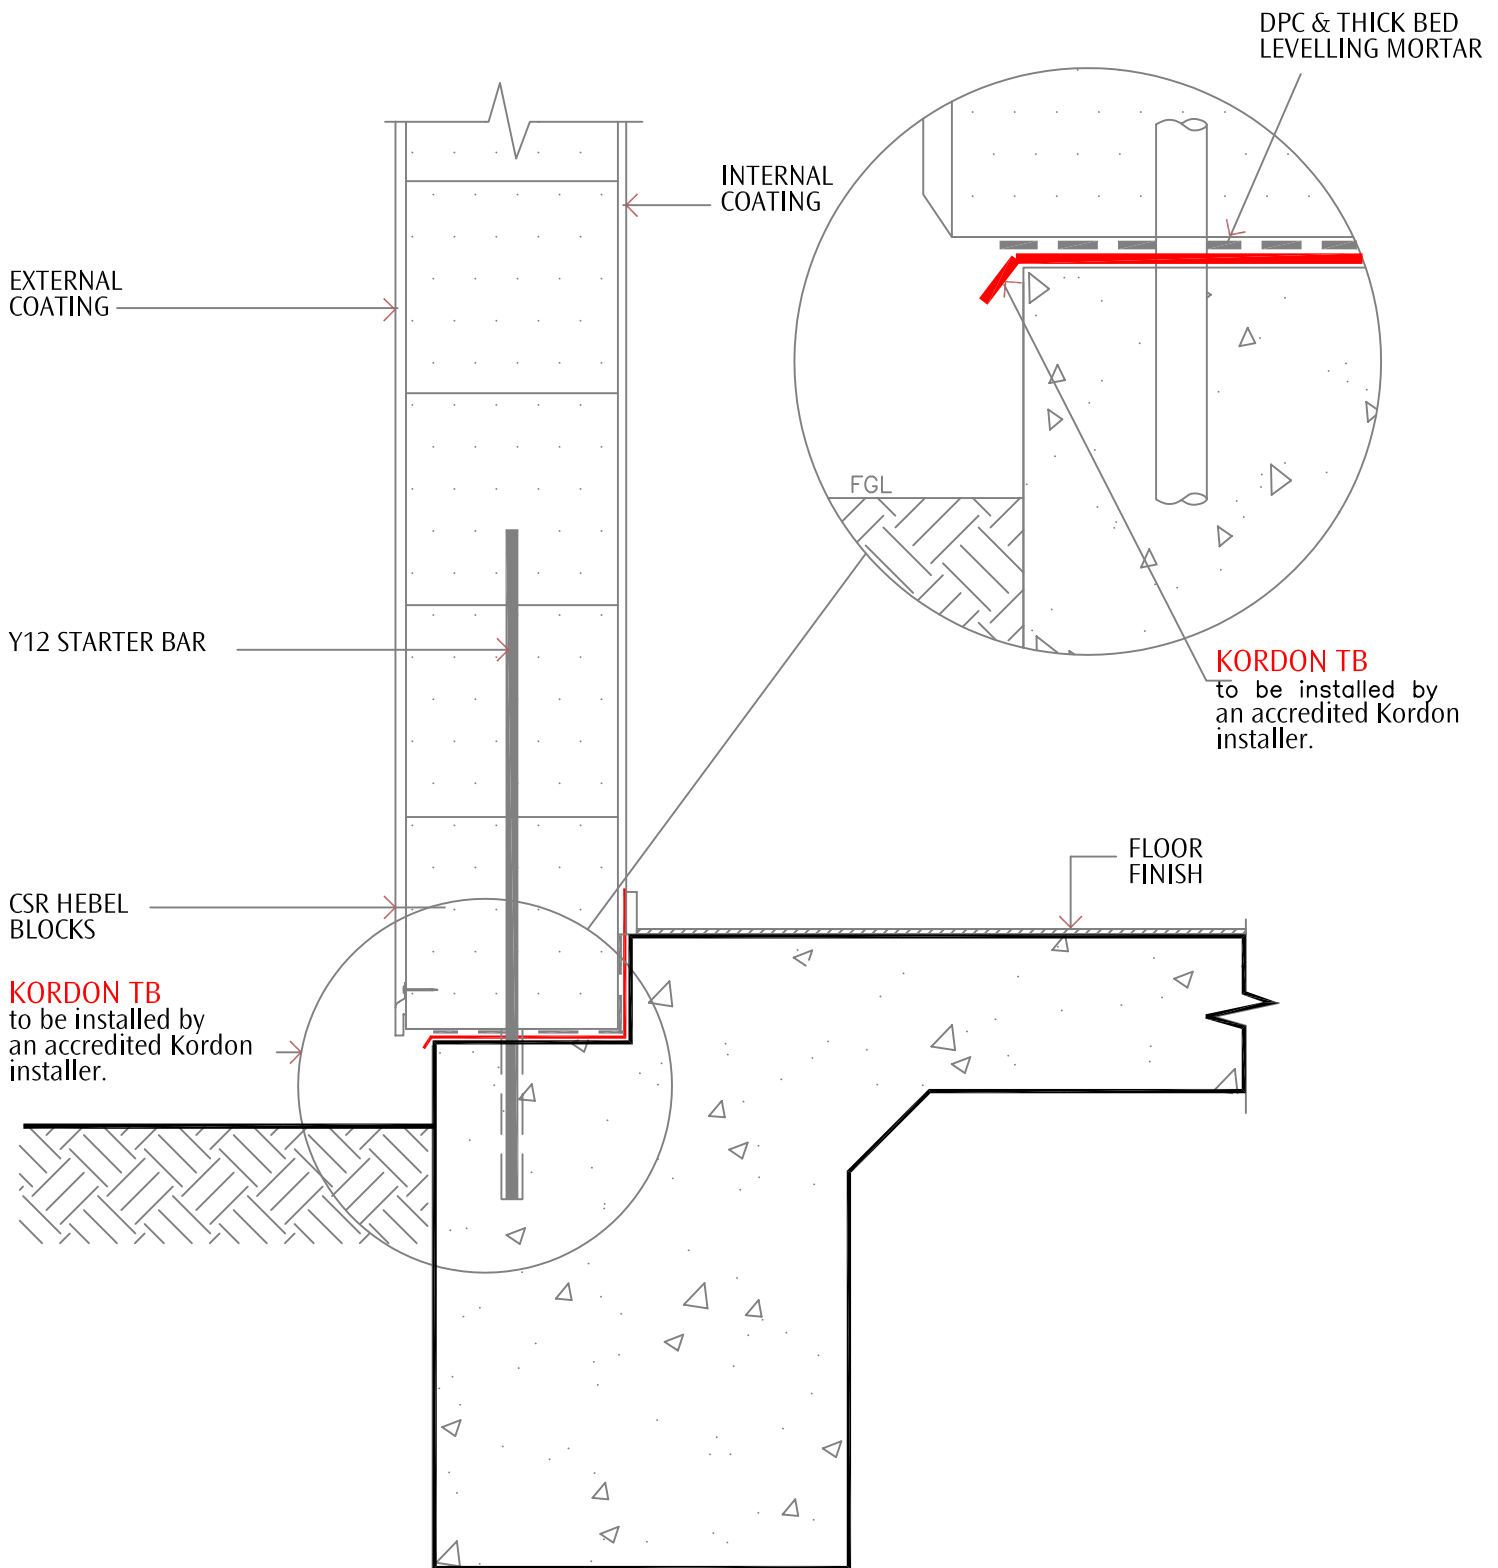 DPC & THICK BED
LEVELLING MORTAR
INTERNAL
COATING
EXTERNAL
COATING
FGL
Y12 STARTER BAR
KORDON TB
to be installed by
an accredited Kordon
installer.
FLOOR
FINISH
CSR HEBEL
BLOCKS
KORDON TB
to be installed by
an accredited Kordon
installer.